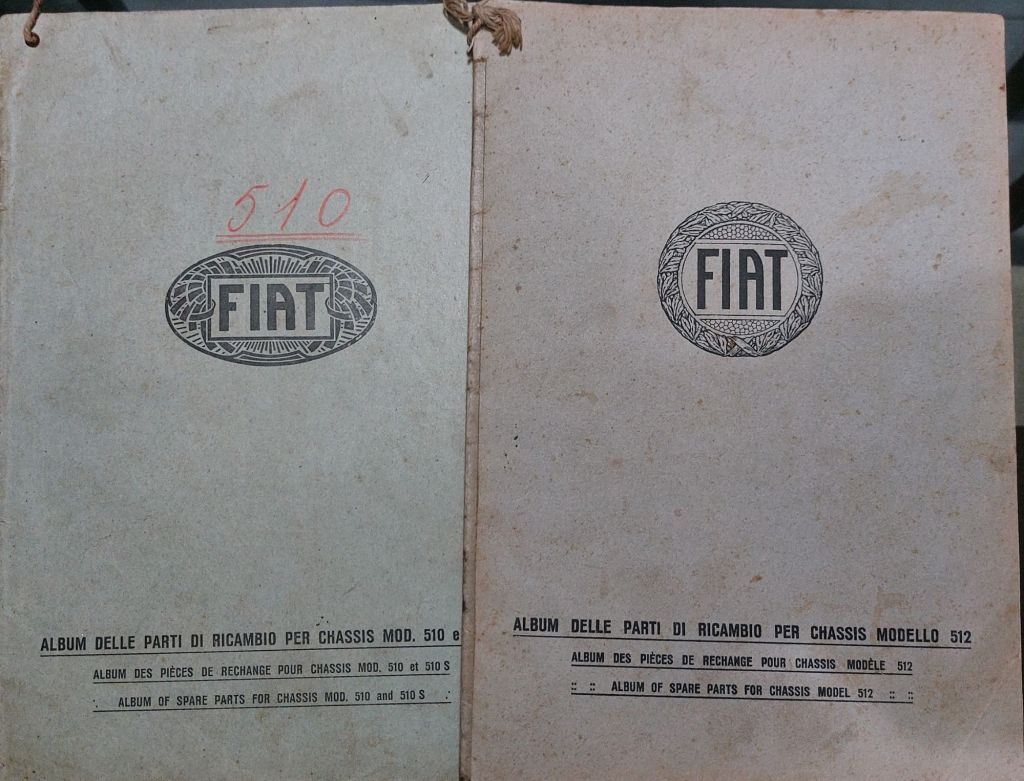 510
FIAT
ALBUM DELLE PARTI DI RICAMBIO PER CHASSIS MOD. 510 e
ALBUM DES PIÈCES DE RECHANGE POUR CHASSIS MOD. 510 et 510 S
ALBUM OF SPARE PARTS FOR CHASSIS MOD. 510 and 510 S
FIAT
ALBUM DELLE PARTI DI RICAMBIO PER CHASSIS MODELLO 512
ALBUM DES PIÈCES DE RECHANGE POUR CHASSIS MODÈLE 512
:: :: ALBUM OF SPARE PARTS FOR CHASSIS MODEL 512 :: ::